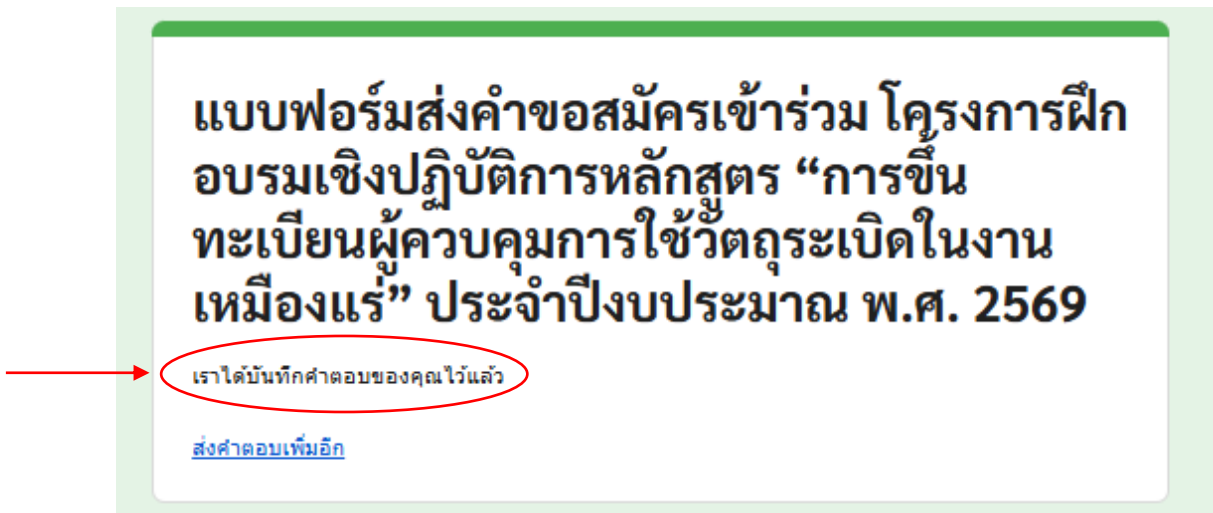 แบบฟอร์มส่งคำขอสมัครเข้าร่วม โครงการฝึก
อบรมเชิงปฏิบัติการหลักสูตร “การขึ้น
ทะเบียนผู้ควบคุมการใช้วัตถุระเบิดในงาน
เหมืองแร่” ประจำปีงบประมาณ พ.ศ. 2569
เราได้บันทึกคำตอบของคุณไว้แล้ว
ส่งคำตอบเพิ่มอีก